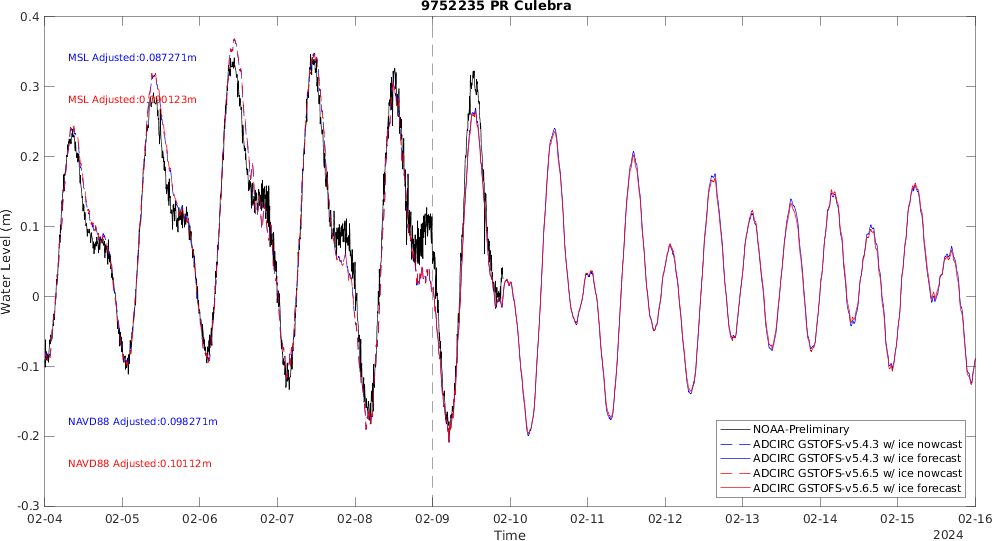 9752235 PR Culebra
0.4
0.3
0.2
0.1
0
-0.1
-0.2
-0.3
Water Level (m)
MSL Adjusted:0.087271m
MSL Adjusted:0.090123m
NAVD88 Adjusted:0.098271m
NAVD88 Adjusted:0.10112m
NOAA-Preliminary
ADCIRC GSTOFS-v5.4.3 w/ ice nowcast
ADCIRC GSTOFS-v5.4.3 w/ ice forecast
ADCIRC GSTOFS-v5.6.5 w/ ice nowcast
ADCIRC GSTOFS-v5.6.5 w/ ice forecast
02-04 02-05 02-06 02-07 02-08 02-09 02-10 02-11 02-12 02-13 02-14 02-15 02-16
Time
2024